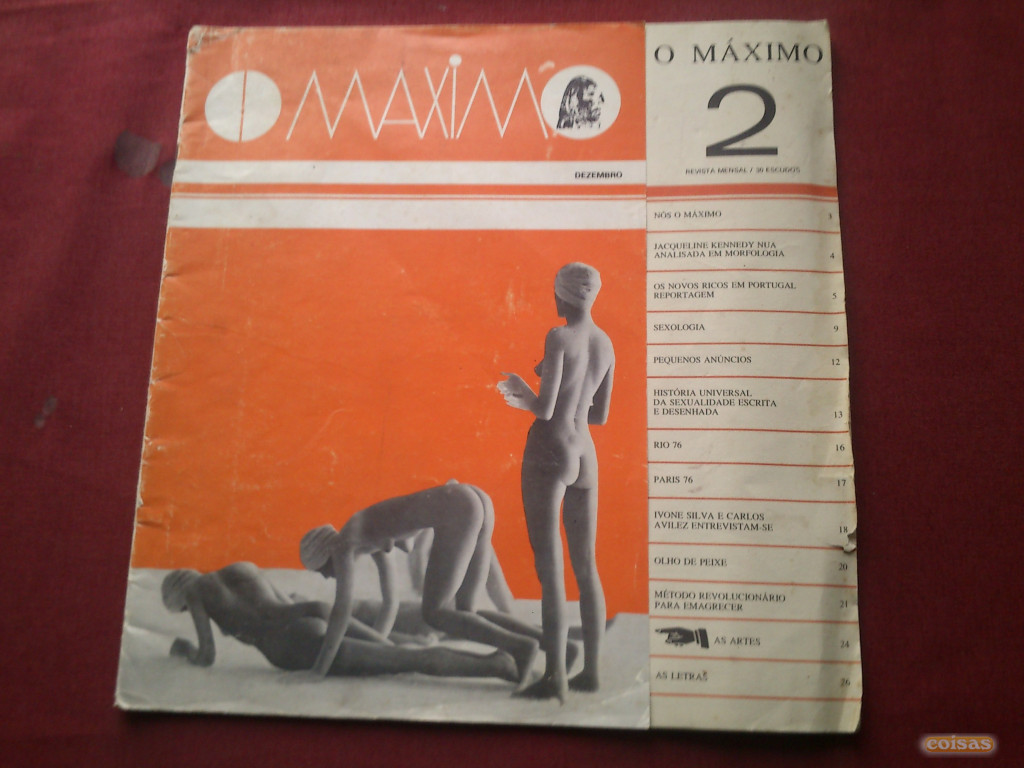 O MAXIMO
DEZEMBRO
O MÁXIMO
2
REVISTA MENSAL / 30 ESCUDOS
NÓS O MÁXIMO 3
JACQUELINE KENNEDY NUA
ANALISADA EM MORFOLOGIA 4
OS NOVOS RICOS EM PORTUGAL
REPORTAGEM 5
SEXOLOGIA 9
PEQUENOS ANÚNCIOS 12
HISTÓRIA UNIVERSAL
DA SEXUALIDADE ESCRITA
E DESENHADA 13
RIO 76 16
PARIS 76 17
IVONE SILVA E CARLOS
AVILEZ ENTREVISTAM-SE 18
OLHO DE PEIXE 20
MÉTODO REVOLUCIONÁRIO
PARA EMAGRECER 21
AS ARTES 24
AS LETRAS 26
coisas